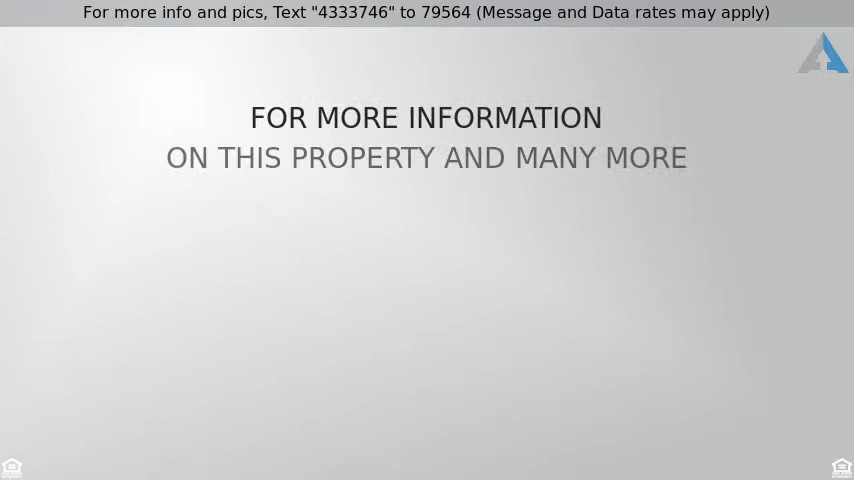 For more info and pics, Text "4333746" to 79564 (Message and Data rates may apply)
FOR MORE INFORMATION
ON THIS PROPERTY AND MANY MORE